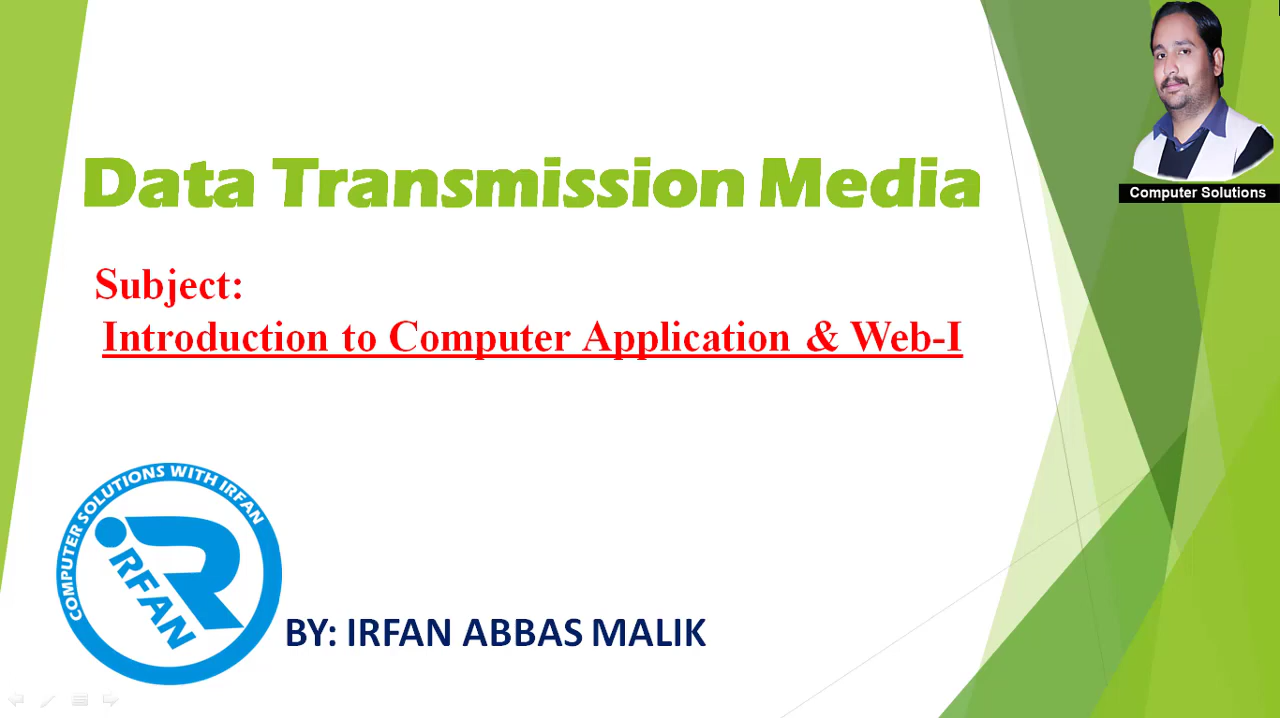 Computer Solutions
Data Transmission Media
Subject:
Introduction to Computer Application & Web-I
COMPUTER SOLUTIONS WITH IRFAN
iR
iRFAN
BY: IRFAN ABBAS MALIK